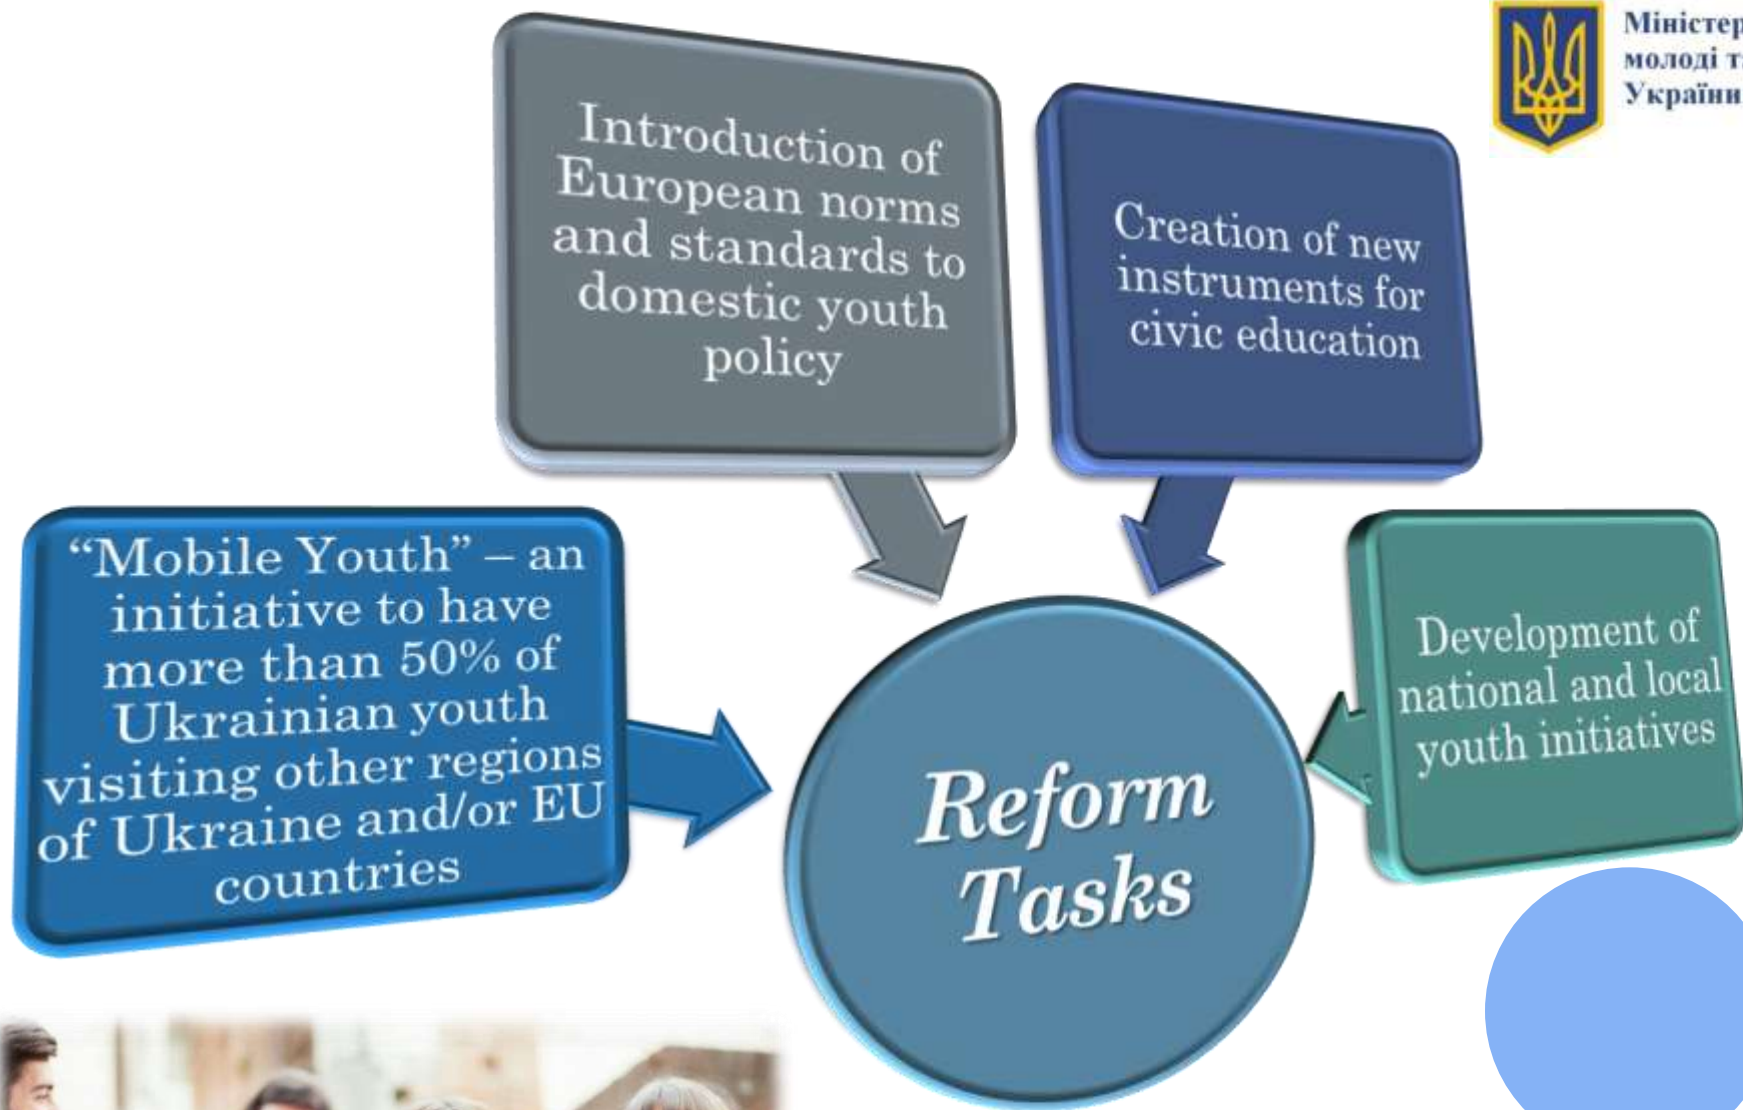 Introduction of
European norms
and standards to
domestic youth
policy
Creation of new
instruments for
civic education
молоді
України
“Mobile Youth” – an
initiative to have
more than 50% of
Ukrainian youth
visiting other regions
of Ukraine and/or EU
countries
Development of
national and local
youth initiatives
Reform
Tasks